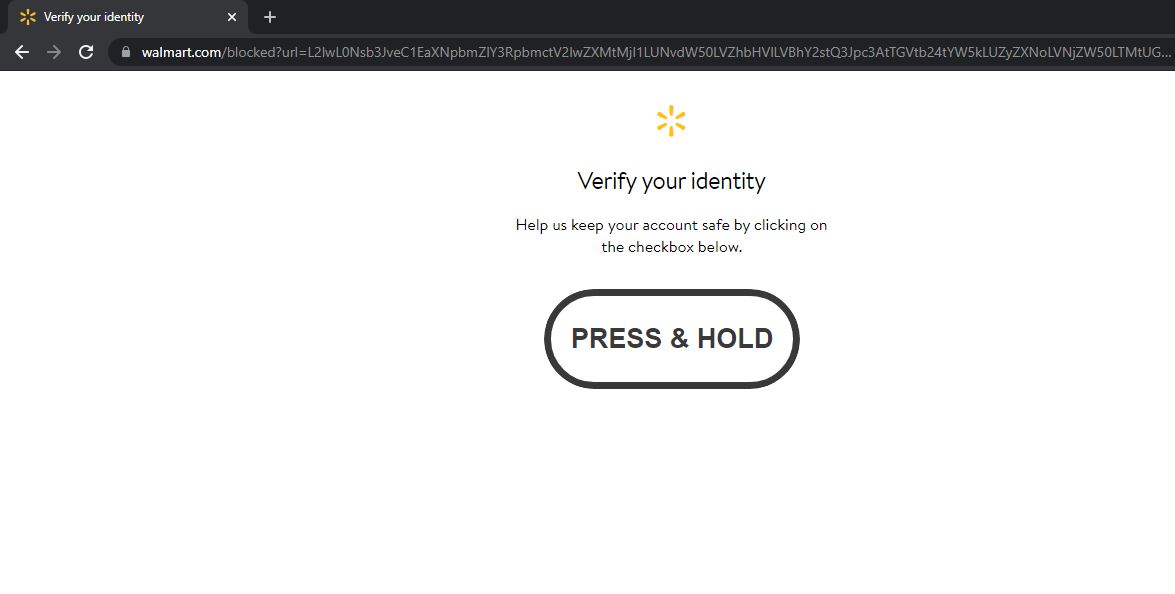 Verify your identity
walmart.com/blocked?url=L2lwL0Nsb3JveC1EaXNpbmZlY3RpbmctV2lwZXMtMjI1LUNvdW50LVZhbHVlLVBhY2stQ3Jpc3AtTGVtb24tYW5kLUZyZXNoLVNjZW50LTMtUG...
Verify your identity
Help us keep your account safe by clicking on
the checkbox below.
PRESS & HOLD